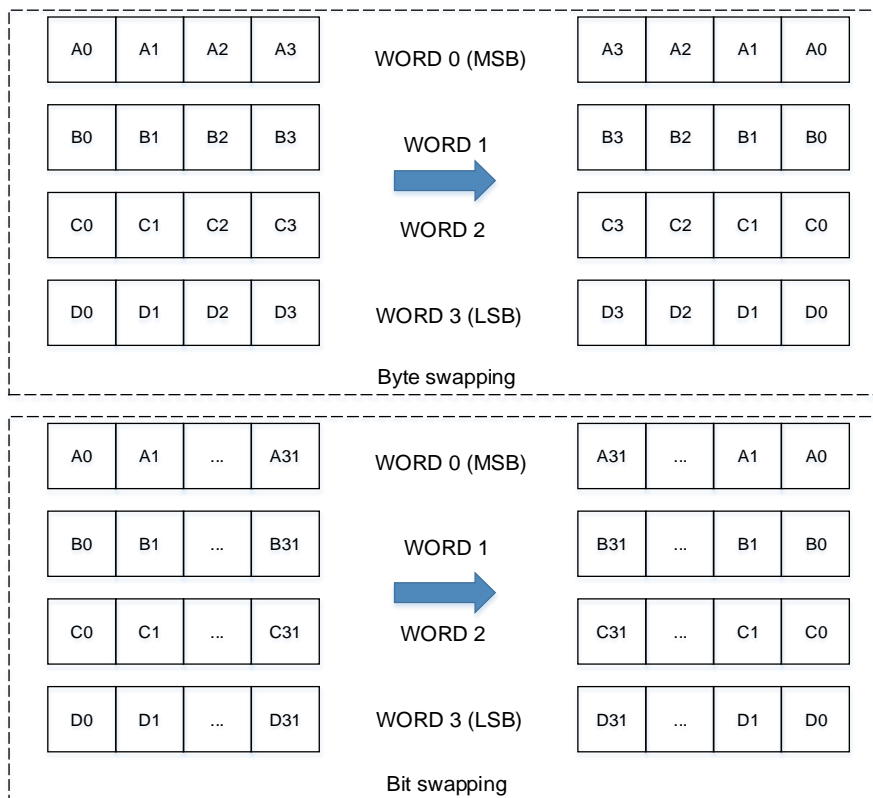 A0 A1 A2 A3 WORD 0 (MSB) A3 A2 A1 A0
B0 B1 B2 B3 WORD 1 B3 B2 B1 B0
C0 C1 C2 C3 WORD 2 C3 C2 C1 C0
D0 D1 D2 D3 WORD 3 (LSB) D3 D2 D1 D0
Byte swapping
A0 A1 ... A31 WORD 0 (MSB) A31 ... A1 A0
B0 B1 ... B31 WORD 1 B31 ... B1 B0
C0 C1 ... C31 WORD 2 C31 ... C1 C0
D0 D1 ... D31 WORD 3 (LSB) D31 ... D1 D0
Bit swapping